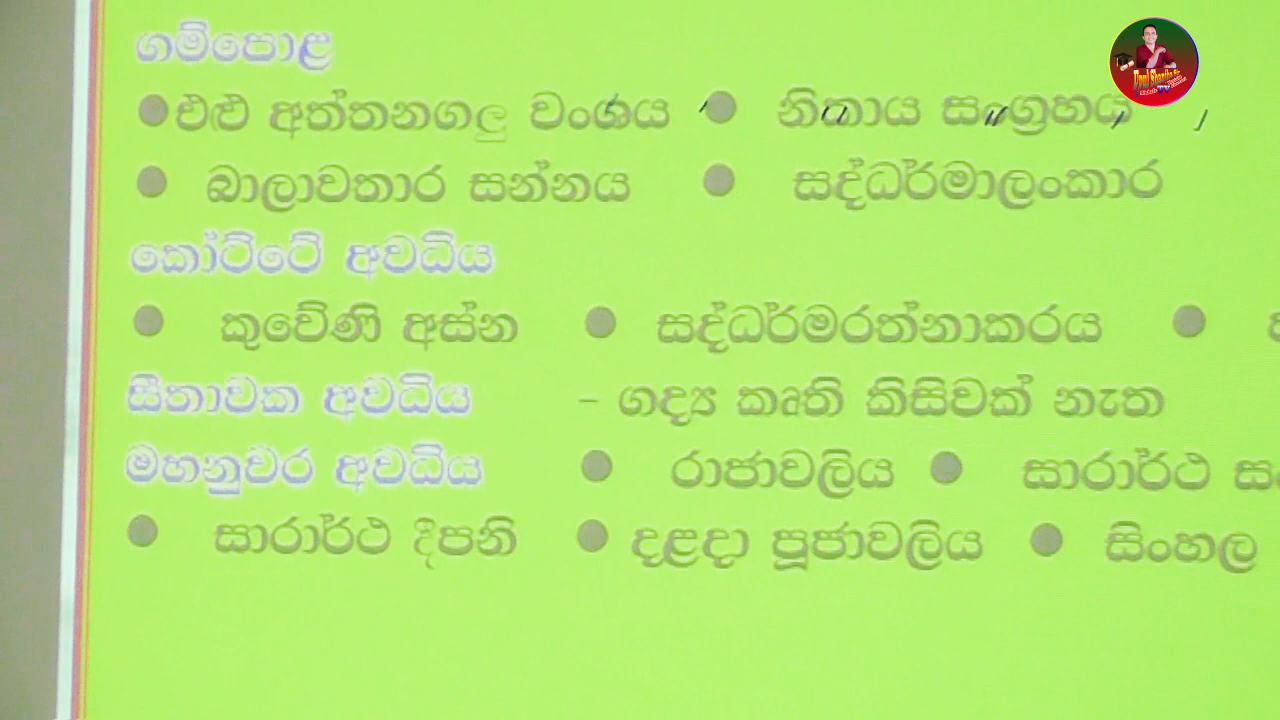 ගම්පොළ
● එළු අත්තනගලු වංශය ● නිකාය සංග්‍රහය
● බාලාවතාර සන්නය ● සද්ධර්මාලංකාර
කෝට්ටේ අවධිය
● කුවේණි අස්න ● සද්ධර්මරත්නාකරය ●
සීතාවක අවධිය - ගද්‍ය කෘති කිසිවක් නැත
මහනුවර අවධිය ● රාජාවලිය ● සාරාර්ථ
● සාරාර්ථ දීපනි ● දළදා පූජාවලිය ● සිංහල